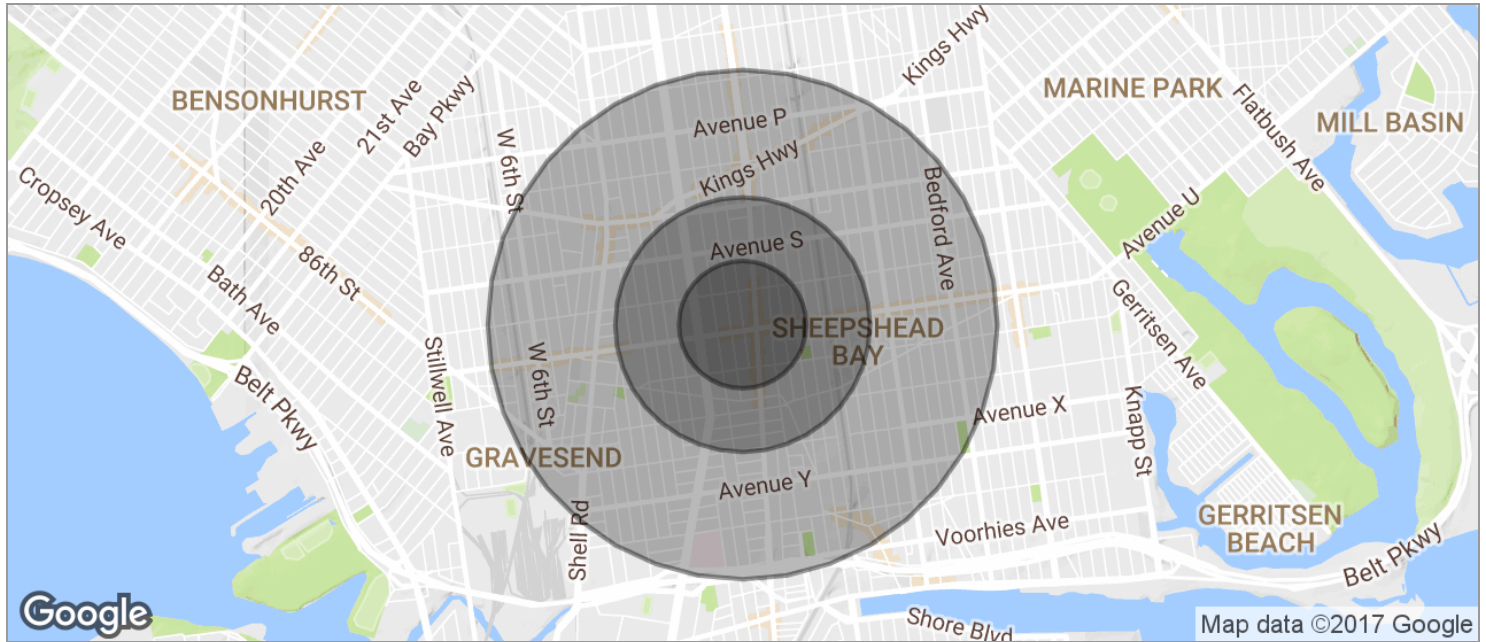 BENSONHURST
21st Ave
Bay Pkwy
20th Ave
Cropsey Ave
86th St
Bath Ave
W 6th St
Avenue P
Kings Hwy
Kings Hwy
MARINE PARK
Flatbush Ave
MILL BASIN
Bedford Ave
Avenue S
Avenue U
SHEEPSHEAD
BAY
Gerritsen Ave
Stillwell Ave
W 6th St
Belt Pkwy
GRAVESEND
Avenue X
Knapp St
Avenue Y
Shell Rd
Voorhies Ave
GERRITSEN
BEACH
Belt Pkwy
Shore Blvd
Google
Map data ©2017 Google